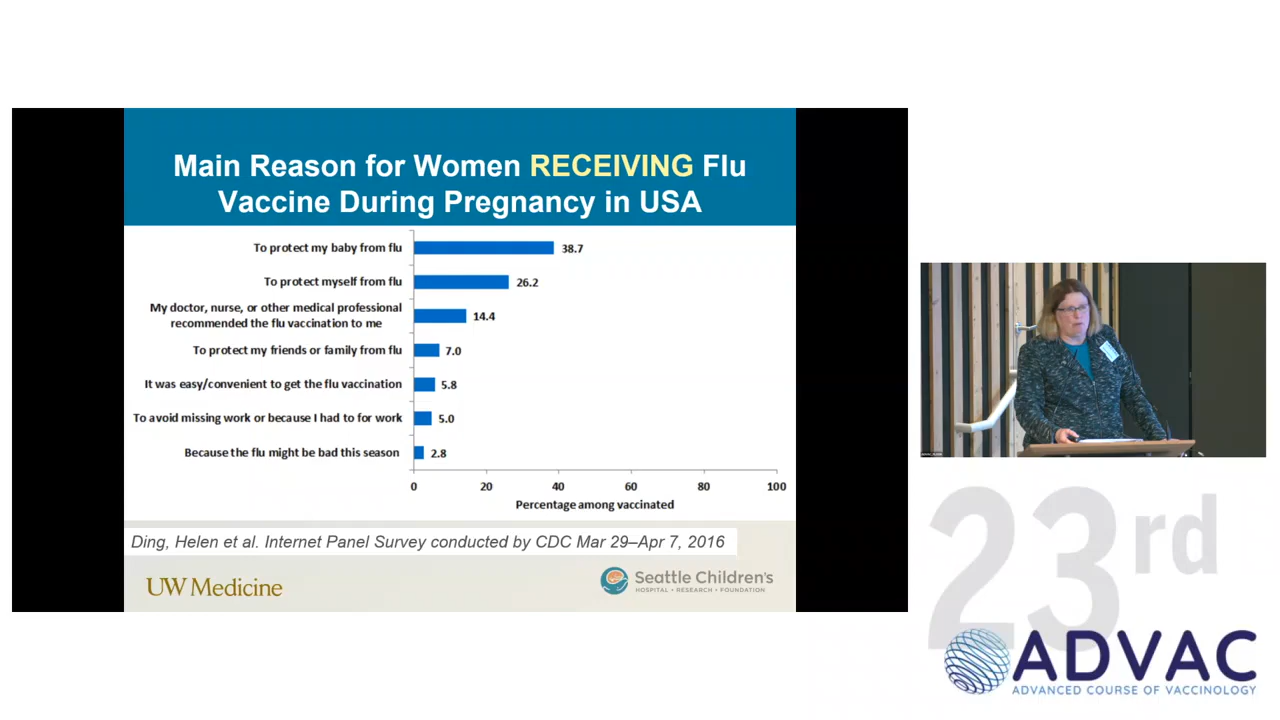 Main Reason for Women RECEIVING Flu
Vaccine During Pregnancy in USA
To protect my baby from flu
38.7
To protect myself from flu
26.2
My doctor, nurse, or other medical professional
recommended the flu vaccination to me
14.4
To protect my friends or family from flu
7.0
It was easy/convenient to get the flu vaccination
5.8
To avoid missing work or because I had to for work
5.0
Because the flu might be bad this season
2.8
0 20 40 60 80 100
Percentage among vaccinated
Ding, Helen et al. Internet Panel Survey conducted by CDC Mar 29–Apr 7, 2016
UW Medicine
Seattle Children's
HOSPITAL • RESEARCH • FOUNDATION
23rd
ADVAC
ADVANCED COURSE OF VACCINOLOGY